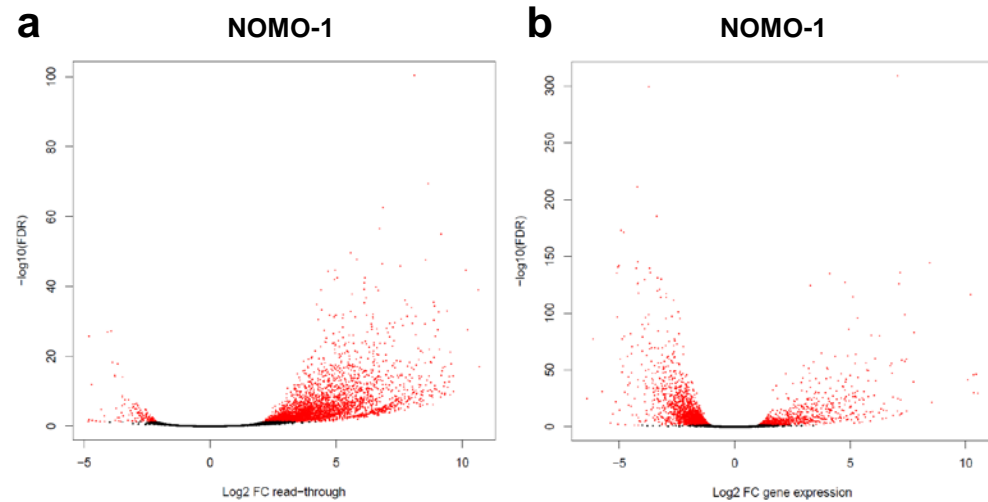 a
NOMO-1
100
80
60
40
20
0
-log10(FDR)
−5
0
5
10
Log2 FC read−through
b
NOMO-1
300
250
200
150
100
50
0
−log10(FDR)
−5
0
5
10
Log2 FC gene expression